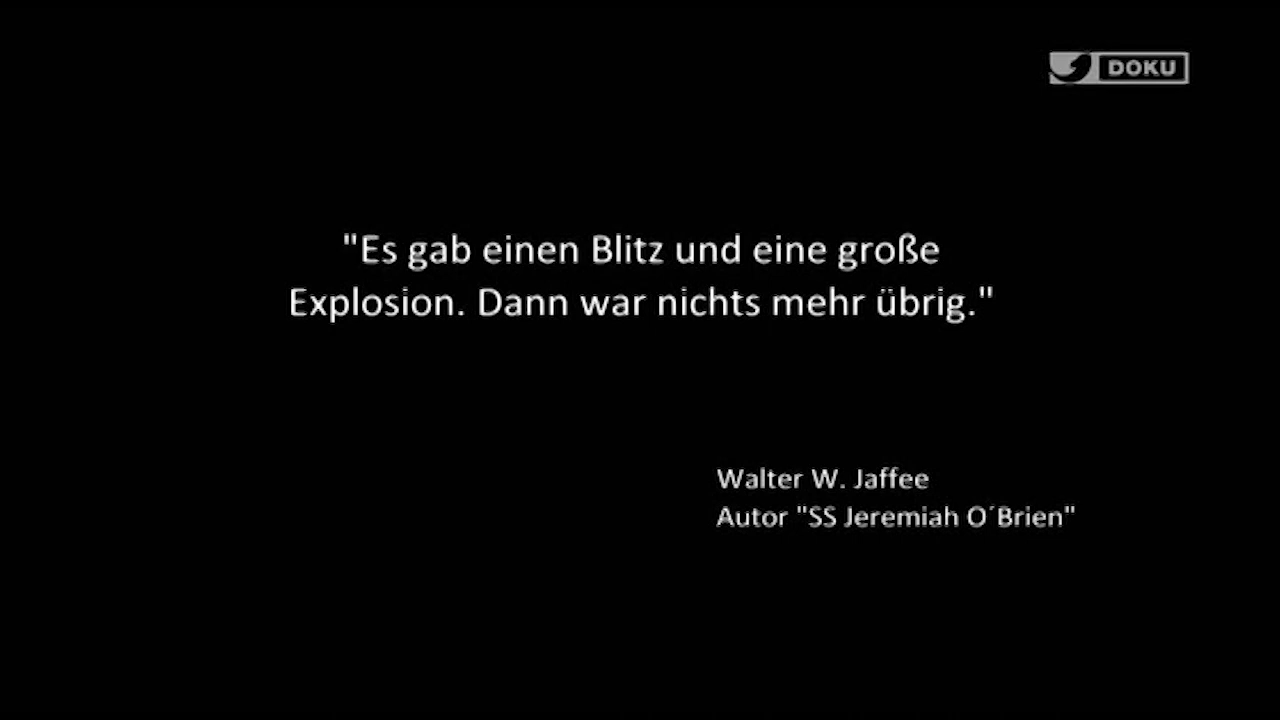 DOKU
"Es gab einen Blitz und eine große
Explosion. Dann war nichts mehr übrig."
Walter W. Jaffee
Autor "SS Jeremiah O´Brien"